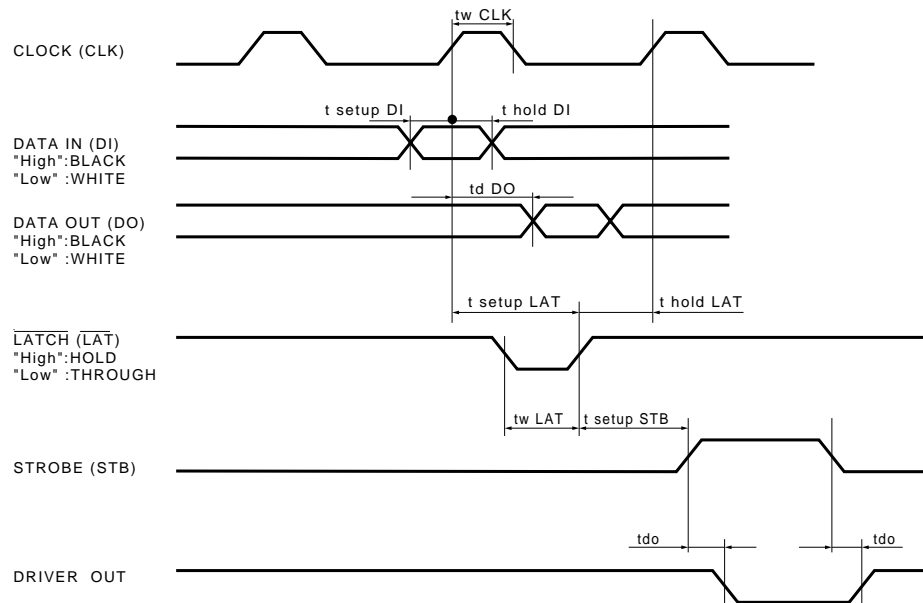 tw CLK
CLOCK (CLK)
t setup DI
t hold DI
DATA IN (DI)
"High":BLACK
"Low" :WHITE
td DO
DATA OUT (DO)
"High":BLACK
"Low" :WHITE
t setup LAT
t hold LAT
LATCH (LAT)
"High":HOLD
"Low" :THROUGH
tw LAT
t setup STB
STROBE (STB)
tdo
tdo
DRIVER OUT